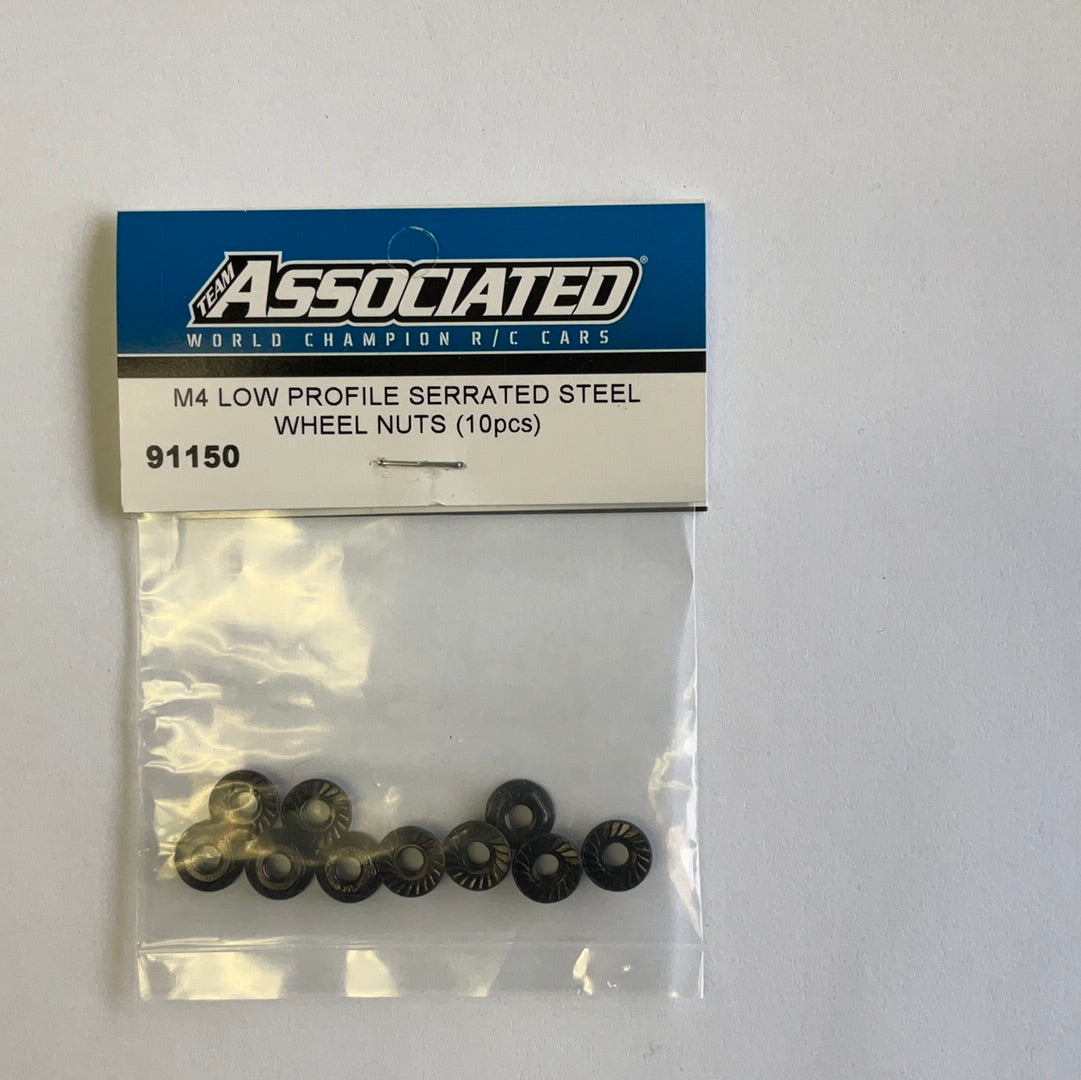 TEAM ASSOCIATED®
WORLD CHAMPION R/C CARS
M4 LOW PROFILE SERRATED STEEL
WHEEL NUTS (10pcs)
91150